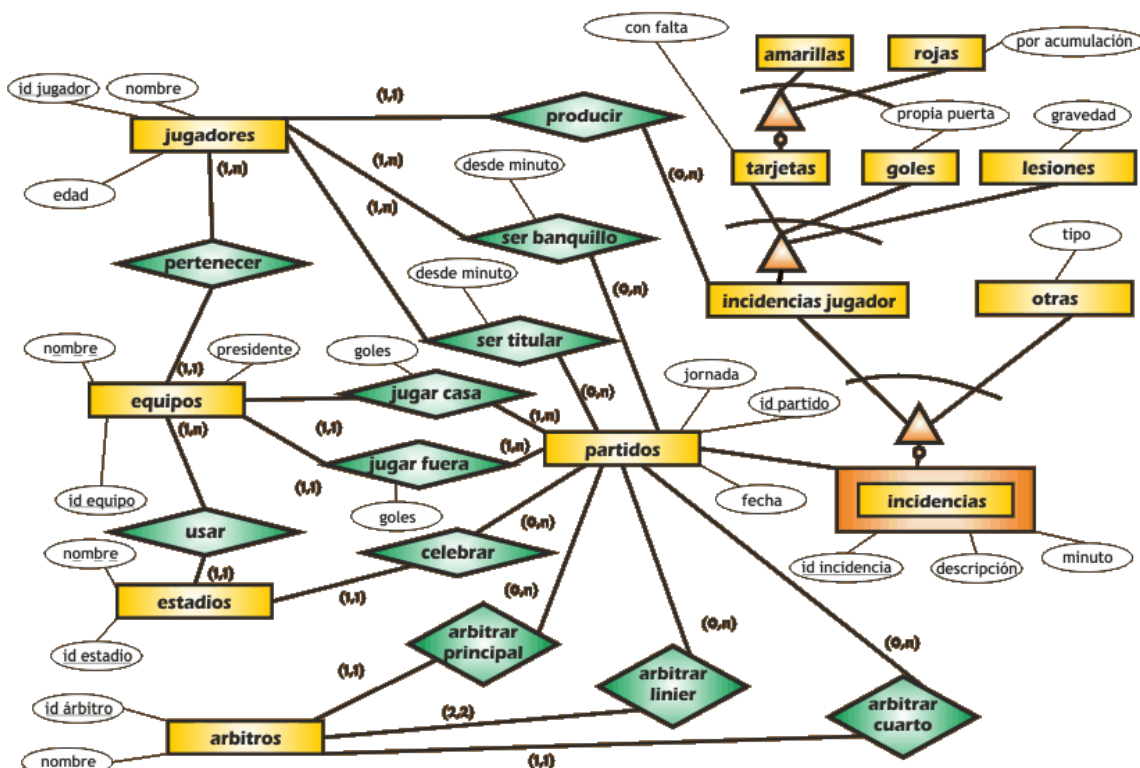 con falta
amarillas
rojas
por acumulación
id jugador
nombre
(1,1)
producir
propia puerta
gravedad
jugadores
(1,n)
(1,n)
desde minuto
(0,n)
tarjetas
goles
lesiones
edad
(1,n)
ser banquillo
tipo
pertenecer
desde minuto
(0,n)
incidencias jugador
otras
nombre
presidente
goles
ser titular
(1,1)
(0,n)
jornada
equipos
jugar casa
id partido
(1,n)
(1,1)
(1,n)
(1,n)
partidos
jugar fuera
id equipo
(1,1)
goles
fecha
incidencias
usar
(0,n)
nombre
celebrar
id incidencia
descripción
minuto
(1,1)
estadios
(1,1)
(0,n)
id estadio
arbitrar
principal
(0,n)
(0,n)
(1,1)
arbitrar
linier
id árbitro
(2,2)
arbitrar
cuarto
arbitros
nombre
(1,1)